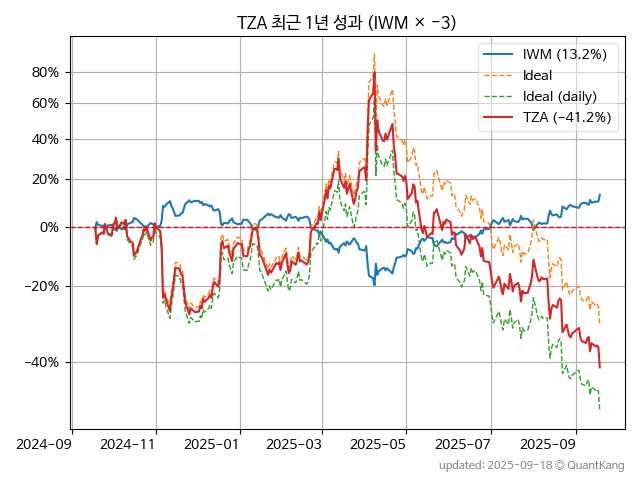 TZA 최근 1년 성과 (IWM × −3)
IWM (13.2%)
Ideal
Ideal (daily)
TZA (−41.2%)
80%
60%
40%
20%
0%
−20%
−40%
2024-09
2024-11
2025-01
2025-03
2025-05
2025-07
2025-09
updated: 2025-09-18 © QuantKang